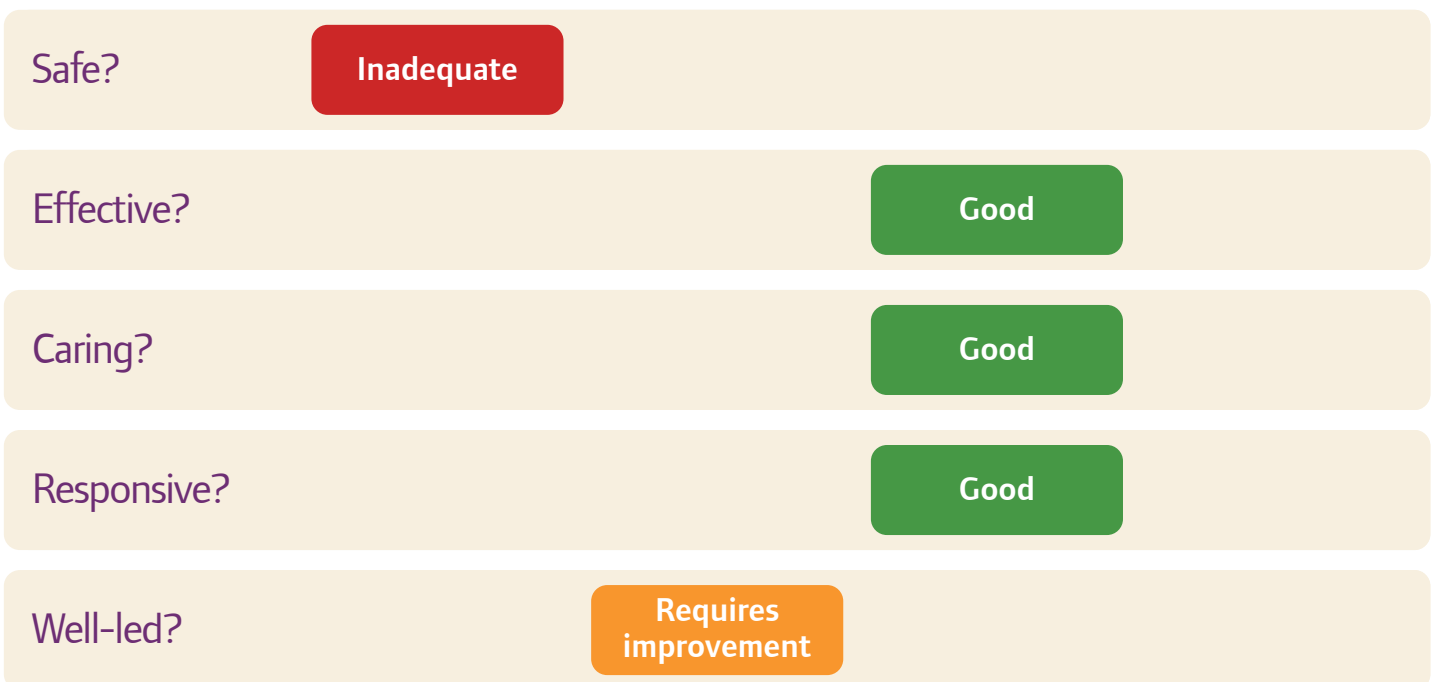 Safe?
Inadequate
Effective?
Good
Caring?
Good
Responsive?
Good
Well-led?
Requires
improvement